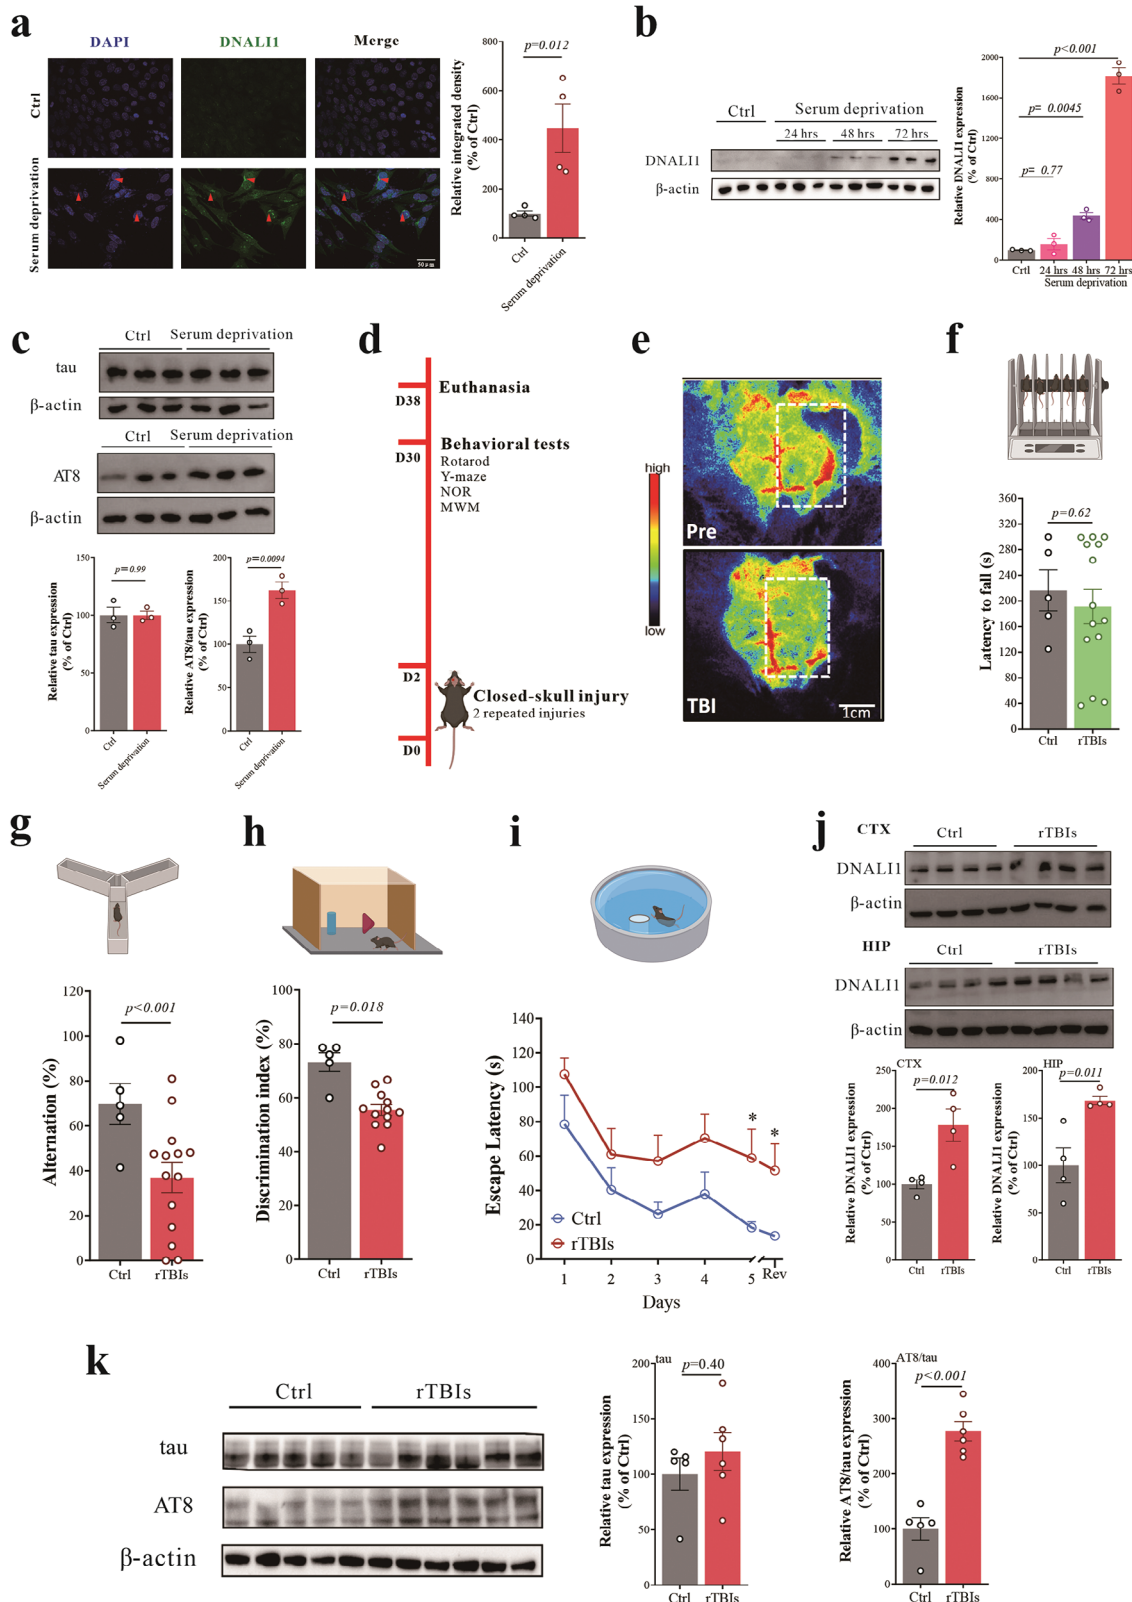 a
DAPI
DNALI1
Merge
Ctrl
Serum deprivation
50μm
Relative integrated density
(% of Ctrl)
800
600
400
200
0
p=0.012
Ctrl
Serum deprivation
b
Ctrl
Serum deprivation
24 hrs
48 hrs
72 hrs
DNALI1
β-actin
Relative DNALI1 expression
(% of Ctrl)
2000
1600
1200
800
400
0
p<0.001
p= 0.0045
p= 0.77
Crtl
24 hrs
48 hrs
72 hrs
Serum deprivation
c
Ctrl
Serum deprivation
tau
β-actin
Ctrl
Serum deprivation
AT8
β-actin
Relative tau expression
(% of Ctrl)
150
100
50
0
p=0.99
Ctrl
Serum deprivation
Relative AT8/tau expression
(% of Ctrl)
200
150
100
50
0
p=0.0094
Ctrl
Serum deprivation
d
D38
Euthanasia
D30
Behavioral tests
Rotarod
Y-maze
NOR
MWM
D2
Closed-skull injury
2 repeated injuries
D0
e
high
low
Pre
TBI
1cm
f
Latency to fall (s)
360
320
280
240
200
160
120
80
40
0
p=0.62
Ctrl
rTBIs
g
Alternation (%)
120
100
80
60
40
20
0
p<0.001
Ctrl
rTBIs
h
Discrimination index (%)
100
80
60
40
20
0
p=0.018
Ctrl
rTBIs
i
Escape Latency (s)
140
120
100
80
60
40
20
0
*
*
Ctrl
rTBIs
1
2
3
4
5
Rev
Days
j
CTX
Ctrl
rTBIs
DNALI1
β-actin
HIP
Ctrl
rTBIs
DNALI1
β-actin
CTX
Relative DNALI1 expression
(% of Ctrl)
250
200
150
100
50
0
p=0.012
Ctrl
rTBIs
HIP
Relative DNALI1 expression
(% of Ctrl)
200
150
100
50
0
p=0.011
Ctrl
rTBIs
k
Ctrl
rTBIs
tau
AT8
β-actin
tau
Relative tau expression
(% of Ctrl)
200
150
100
50
0
p=0.40
Ctrl
rTBIs
AT8/tau
Relative AT8/tau expression
(% of Ctrl)
400
300
200
100
0
p<0.001
Ctrl
rTBIs